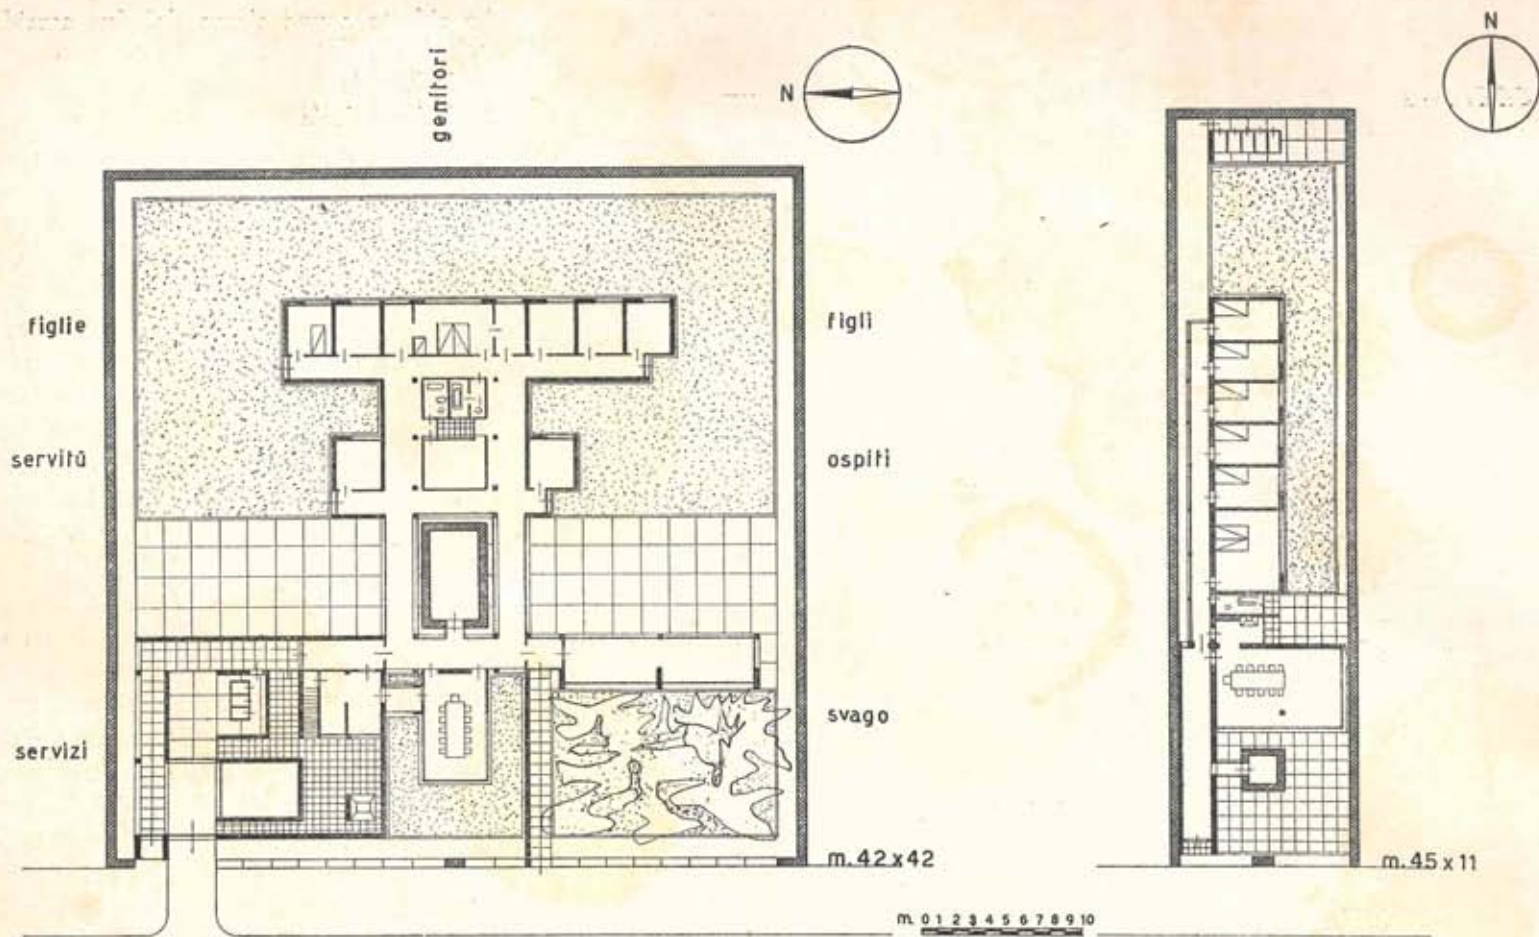 genitori
N
N
figlie
figli
servitù
ospiti
servizi
svago
m. 42 x 42
m. 45 x 11
m. 0 1 2 3 4 5 6 7 8 9 10